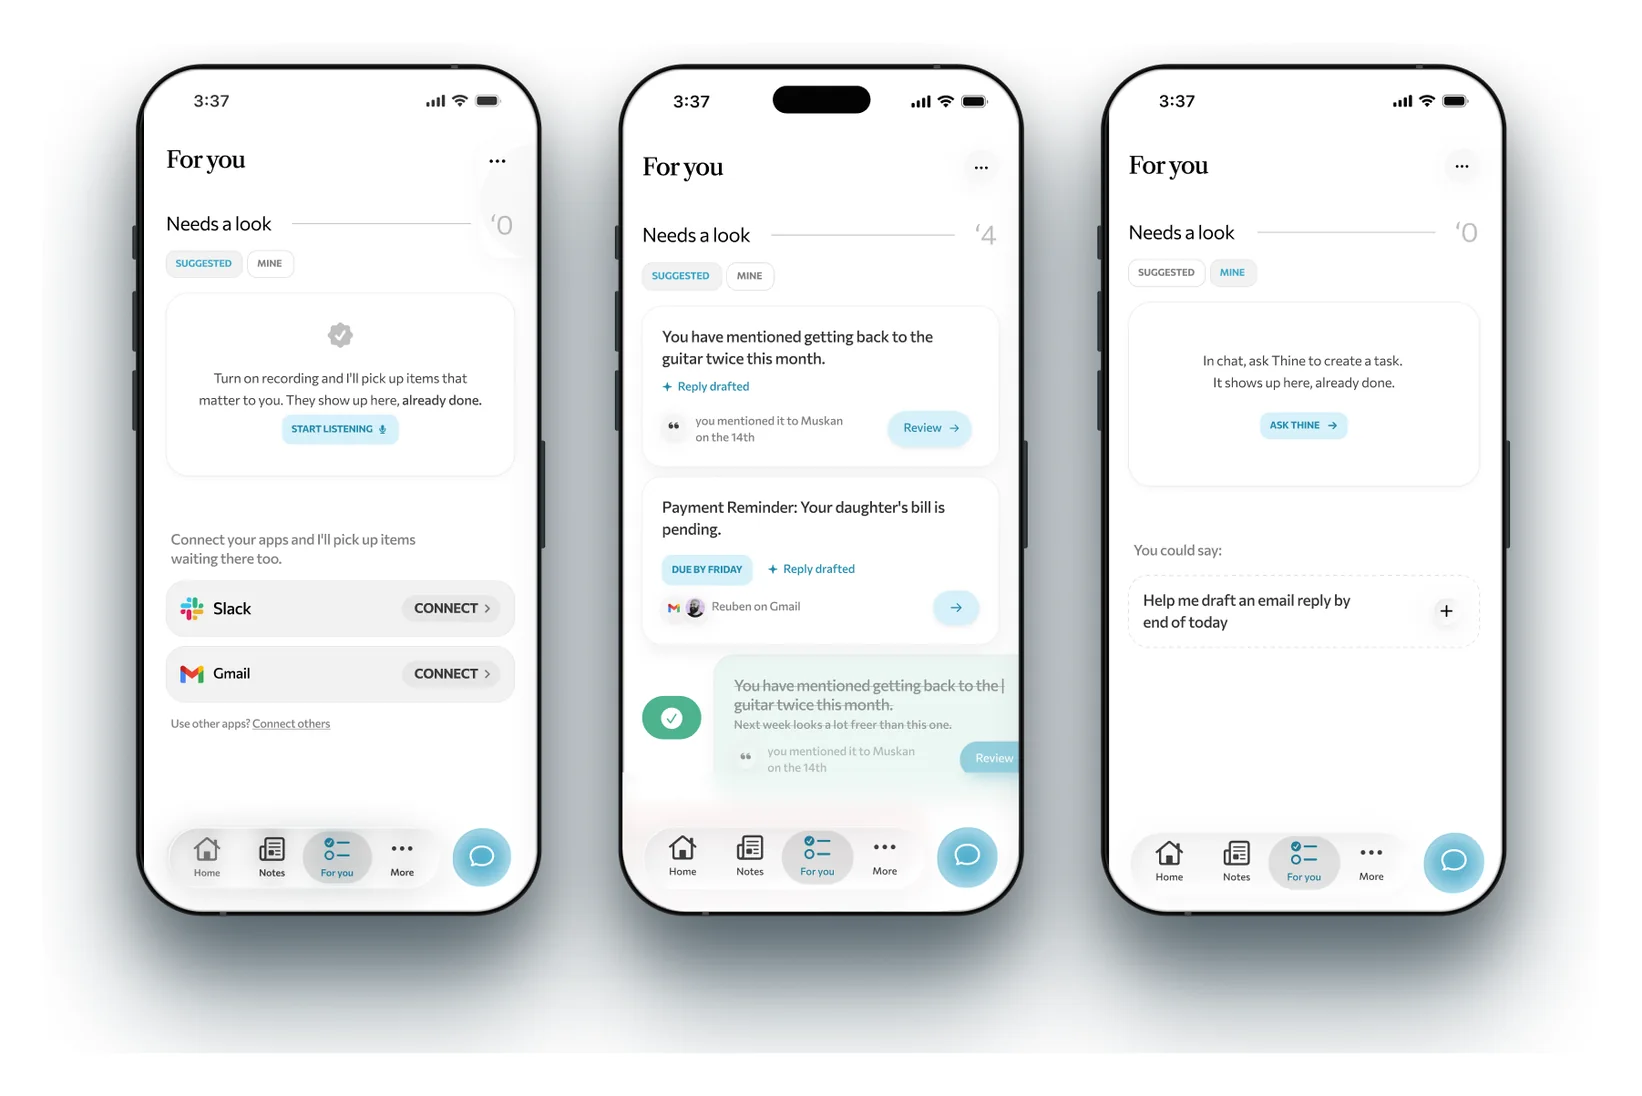 3:37
For you
Needs a look
‘0
SUGGESTED
MINE
Turn on recording and I'll pick up items that
matter to you. They show up here, already done.
START LISTENING
Connect your apps and I'll pick up items
waiting there too.
Slack
CONNECT >
Gmail
CONNECT >
Use other apps? Connect others
Home
Notes
For you
More
3:37
For you
Needs a look
‘4
SUGGESTED
MINE
You have mentioned getting back to the
guitar twice this month.
Reply drafted
❝ you mentioned it to Muskan
on the 14th
Review →
Payment Reminder: Your daughter's bill is
pending.
DUE BY FRIDAY
Reply drafted
Reuben on Gmail
→
You have mentioned getting back to the |
guitar twice this month.
Next week looks a lot freer than this one.
❝ you mentioned it to Muskan
on the 14th
Review
Home
Notes
For you
More
3:37
For you
Needs a look
‘0
SUGGESTED
MINE
In chat, ask Thine to create a task.
It shows up here, already done.
ASK THINE →
You could say:
Help me draft an email reply by
end of today
+
Home
Notes
For you
More